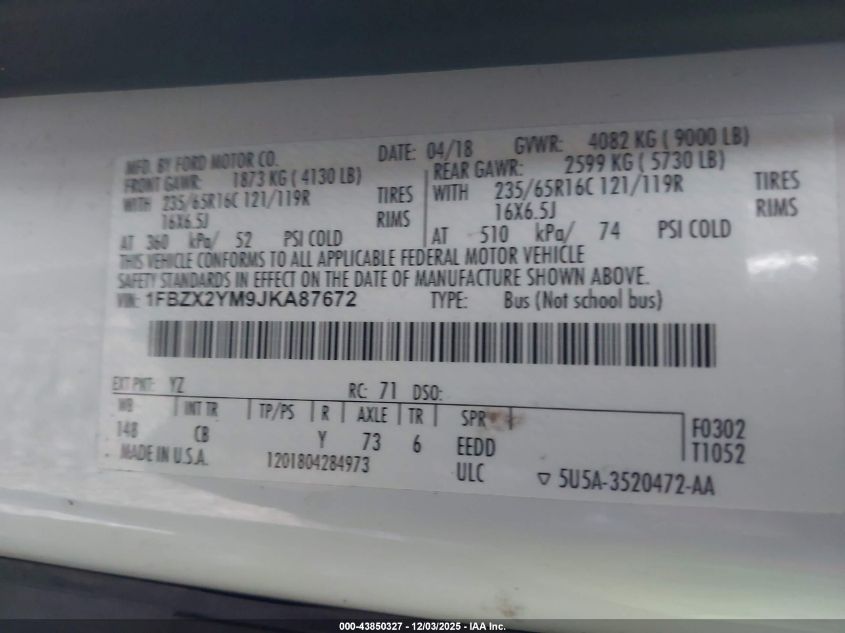 MFD. BY FORD MOTOR CO. DATE: 04/18 GVWR: 4082 KG ( 9000 LB)
FRONT GAWR: 1873 KG ( 4130 LB) REAR GAWR: 2599 KG ( 5730 LB)
WITH 235/65R16C 121/119R TIRES WITH 235/65R16C 121/119R TIRES
16X6.5J RIMS 16X6.5J RIMS
AT 360 kPa/ 52 PSI COLD AT 510 kPa/ 74 PSI COLD
THIS VEHICLE CONFORMS TO ALL APPLICABLE FEDERAL MOTOR VEHICLE
SAFETY STANDARDS IN EFFECT ON THE DATE OF MANUFACTURE SHOWN ABOVE.
VIN: 1FBZX2YM9JKA87672 TYPE: Bus (Not school bus)
EXT PNT: YZ RC: 71 DSO:
WB INT TR TP/PS R AXLE TR SPR F0302
148 CB Y 73 6 EEDD T1052
MADE IN U.S.A. 1201804284973 ULC ▽ 5U5A-3520472-AA
000-43850327 - 12/03/2025 - IAA Inc.